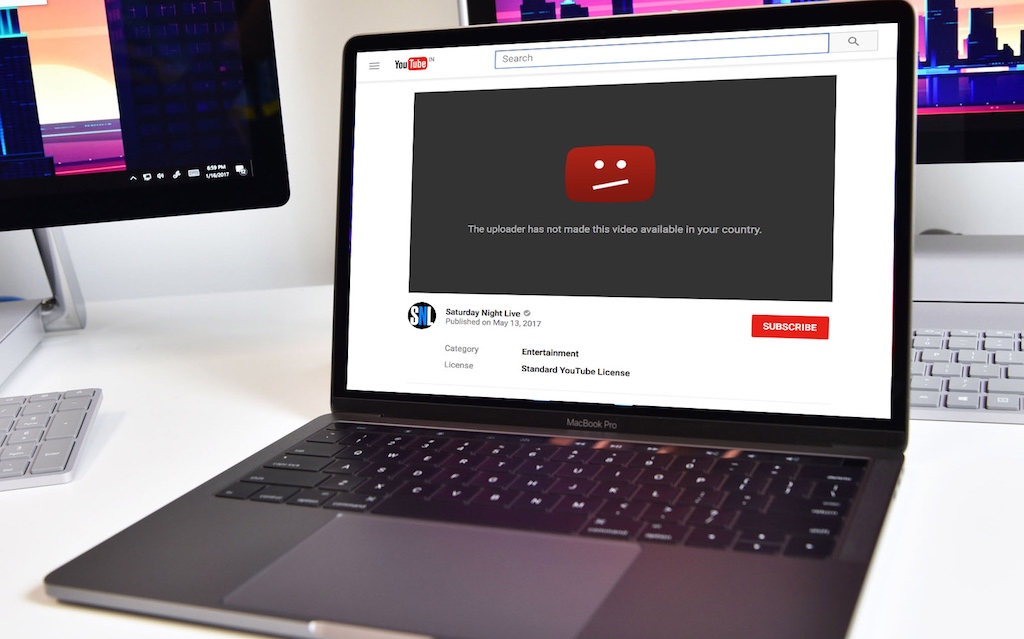 6:59 PM
1/16/2017
YouTube IN
Search
The uploader has not made this video available in your country.
SNL
Saturday Night Live
Published on May 13, 2017
SUBSCRIBE
Category Entertainment
License Standard YouTube License
MacBook Pro